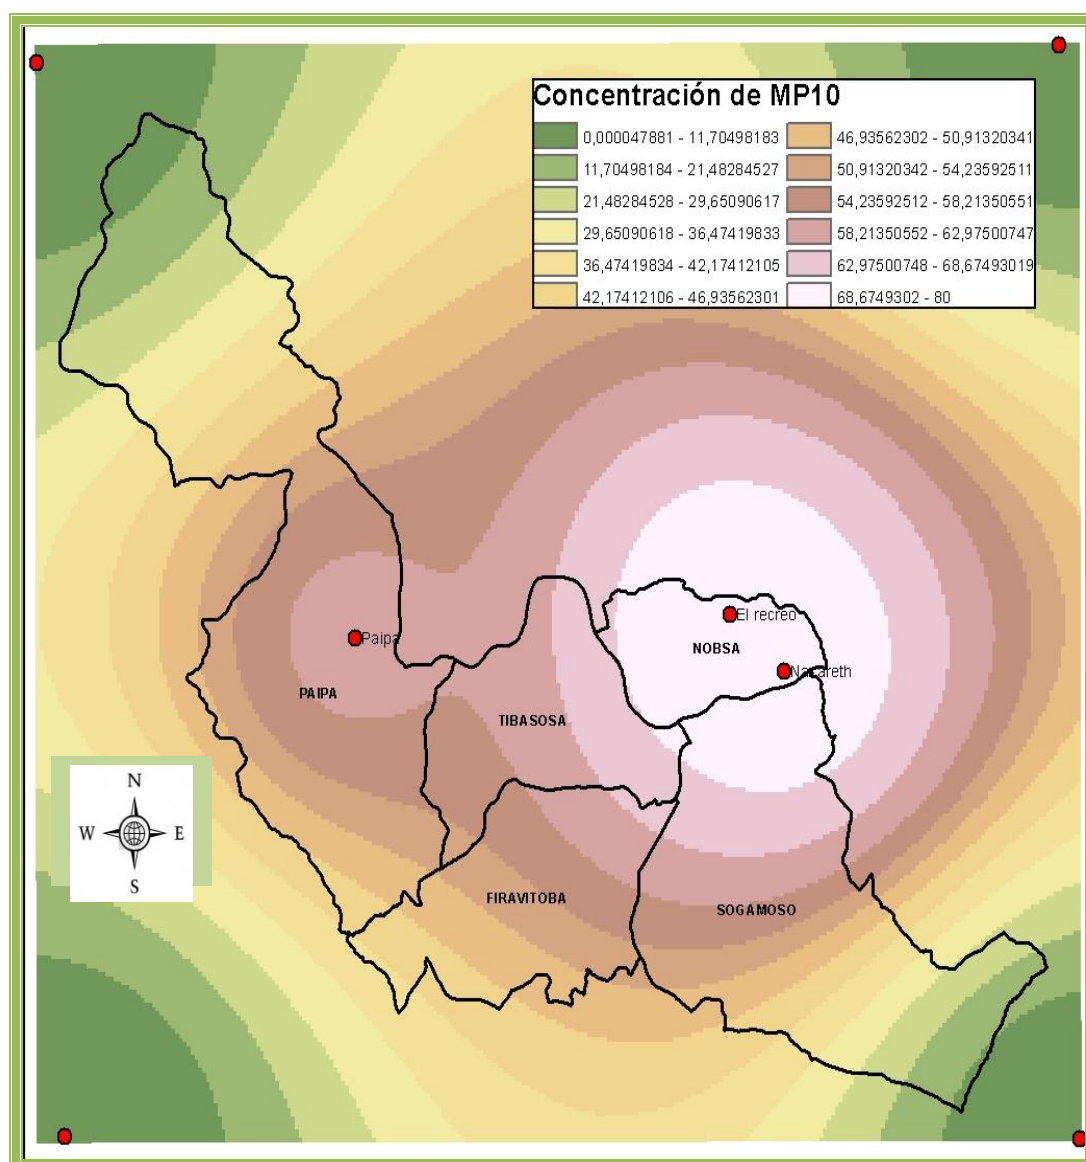 Concentración de MP10
0,000047881 - 11,70498183
11,70498184 - 21,48284527
21,48284528 - 29,65090617
29,65090618 - 36,47419833
36,47419834 - 42,17412105
42,17412106 - 46,93562301
46,93562302 - 50,91320341
50,91320342 - 54,23592511
54,23592512 - 58,21350551
58,21350552 - 62,97500747
62,97500748 - 68,67493019
68,6749302 - 80
El recreo
Paipa
NOBSA
Nazareth
PAIPA
TIBASOSA
N
W E
S
FIRAVITOBA
SOGAMOSO